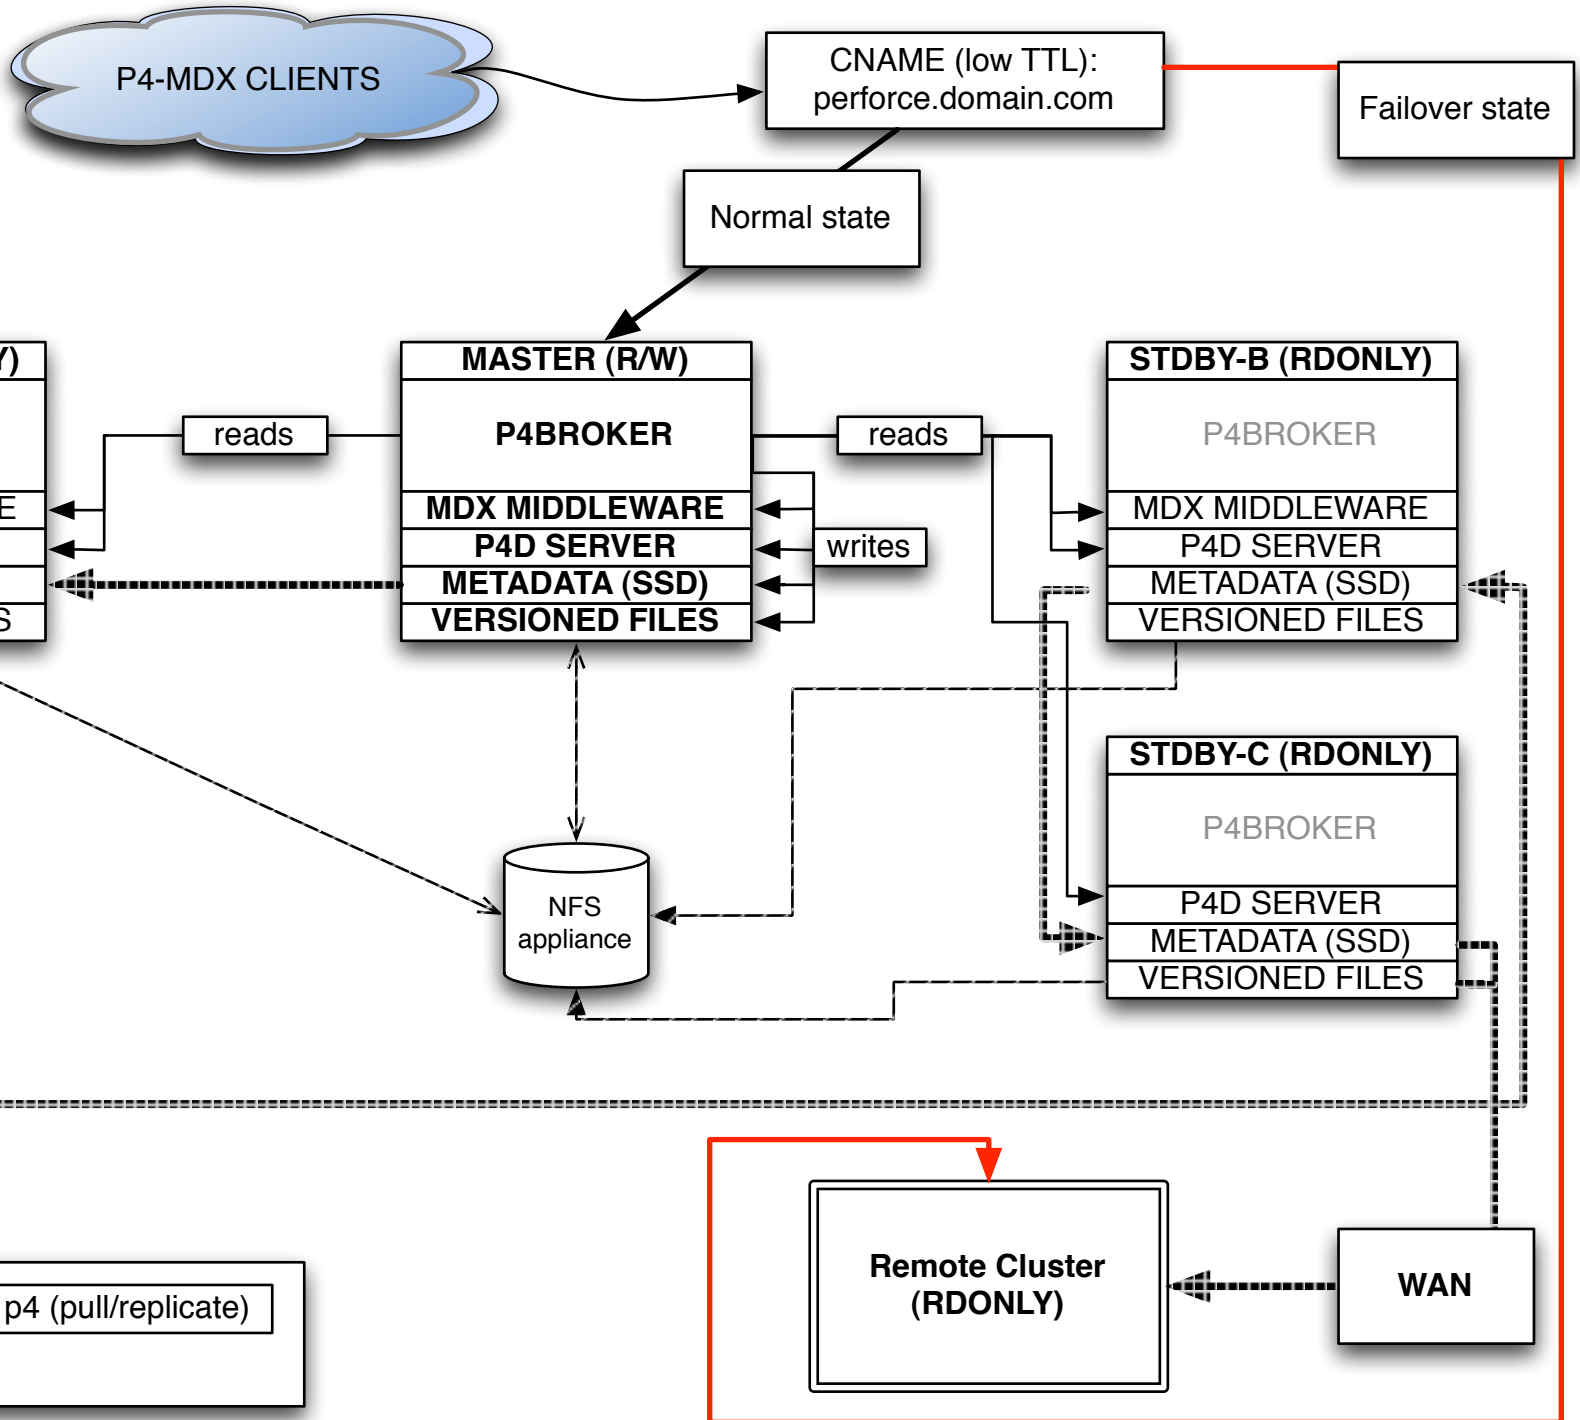 P4-MDX CLIENTS
CNAME (low TTL):
perforce.domain.com
Failover state
Normal state
Y)
E
S
reads
MASTER (R/W)
P4BROKER
MDX MIDDLEWARE
P4D SERVER
METADATA (SSD)
VERSIONED FILES
reads
writes
STDBY-B (RDONLY)
P4BROKER
MDX MIDDLEWARE
P4D SERVER
METADATA (SSD)
VERSIONED FILES
STDBY-C (RDONLY)
P4BROKER
P4D SERVER
METADATA (SSD)
VERSIONED FILES
NFS
appliance
Remote Cluster
(RDONLY)
WAN
p4 (pull/replicate)